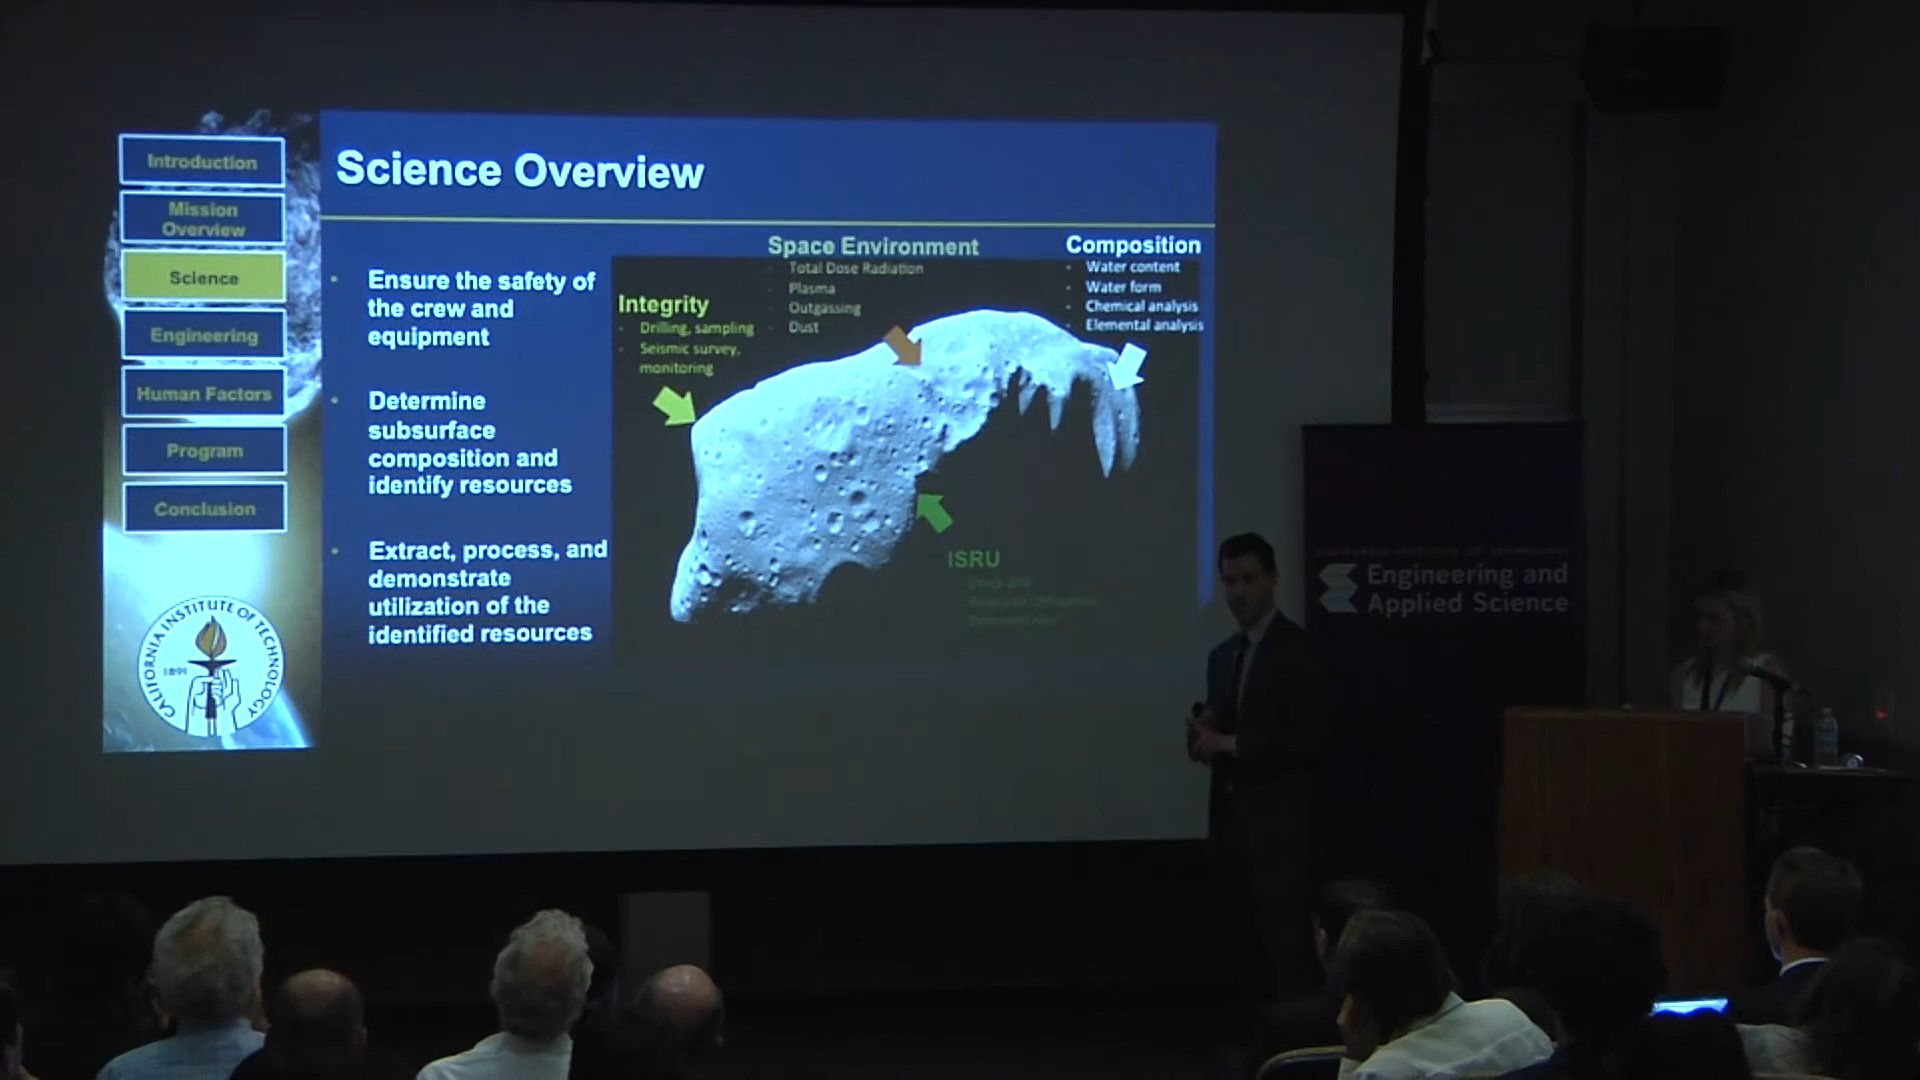 Introduction
Mission
Overview
Science
Engineering
Human Factors
Program
Conclusion
CALIFORNIA INSTITUTE OF TECHNOLOGY
1891
Science Overview
Ensure the safety of
the crew and
equipment
Determine
subsurface
composition and
identify resources
Extract, process, and
demonstrate
utilization of the
identified resources
Integrity
Drilling, sampling
Seismic survey,
monitoring
Space Environment
Total Dose Radiation
Plasma
Outgassing
Dust
Composition
Water content
Water form
Chemical analysis
Elemental analysis
ISRU
Engineering and
Applied Science